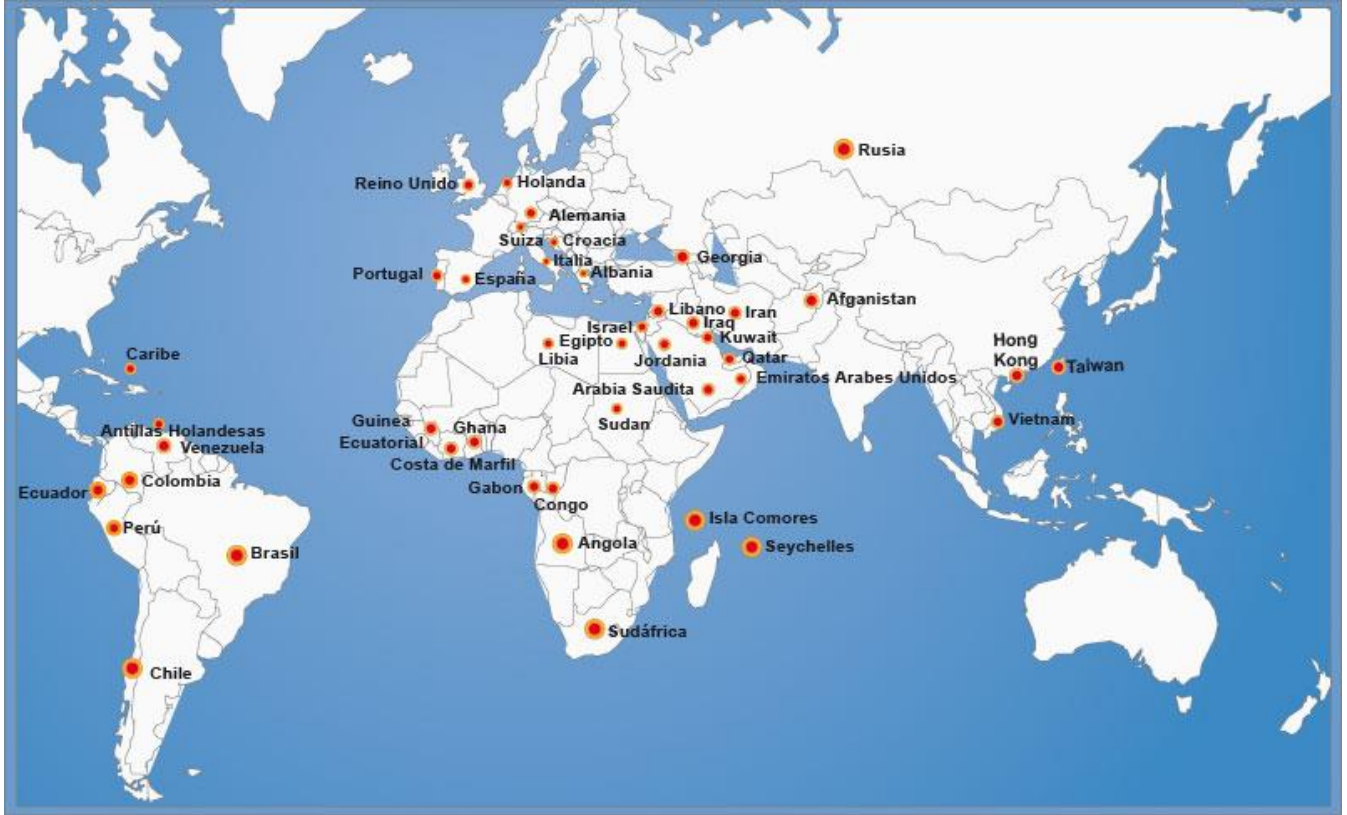 Rusia
Reino Unido
Holanda
Alemania
Suiza
Croacia
Italia
Albania
Georgia
Portugal
España
Afganistan
Libano
Iran
Israel
Iraq
Egipto
Kuwait
Libia
Jordania
Qatar
Hong
Kong
Taiwan
Caribe
Emiratos Arabes Unidos
Arabia Saudita
Sudan
Vietnam
Guinea
Ecuatorial
Ghana
Costa de Marfil
Antillas Holandesas
Venezuela
Colombia
Ecuador
Gabon
Congo
Perú
Isla Comores
Angola
Seychelles
Brasil
Sudáfrica
Chile